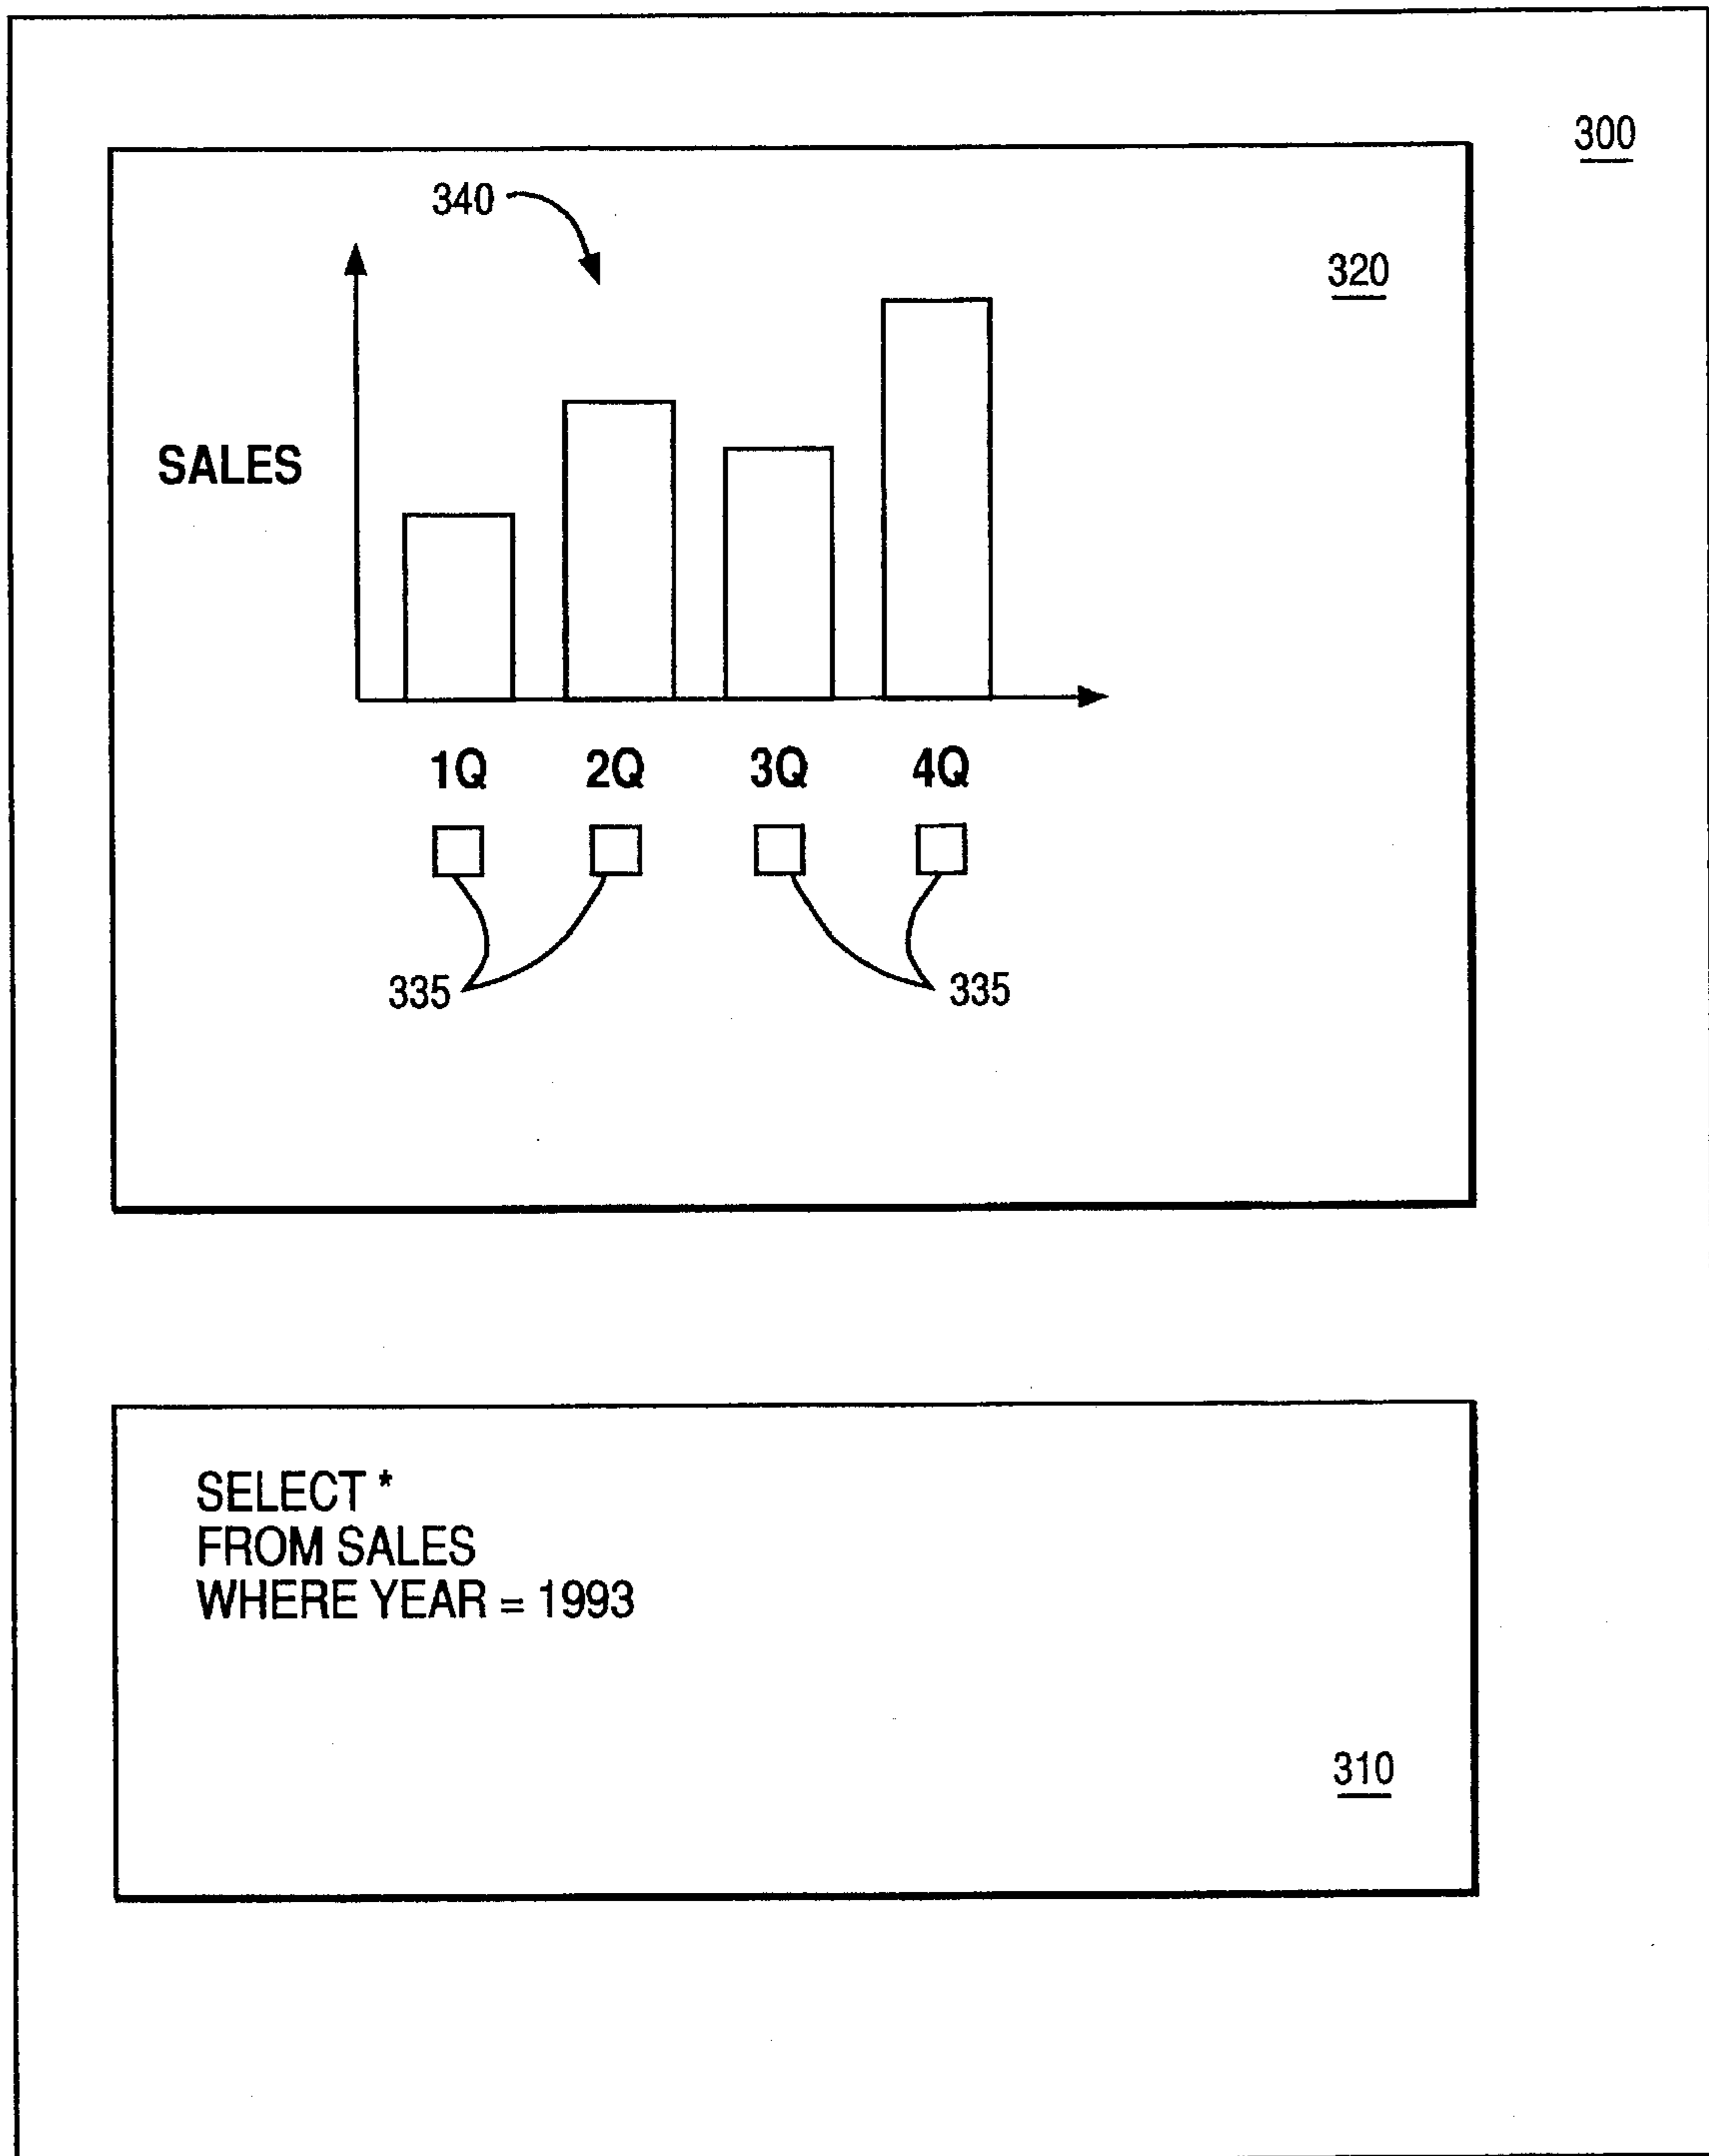 300
340
320
SALES
1Q 2Q 3Q 4Q
335 335
SELECT *
FROM SALES
WHERE YEAR = 1993
310